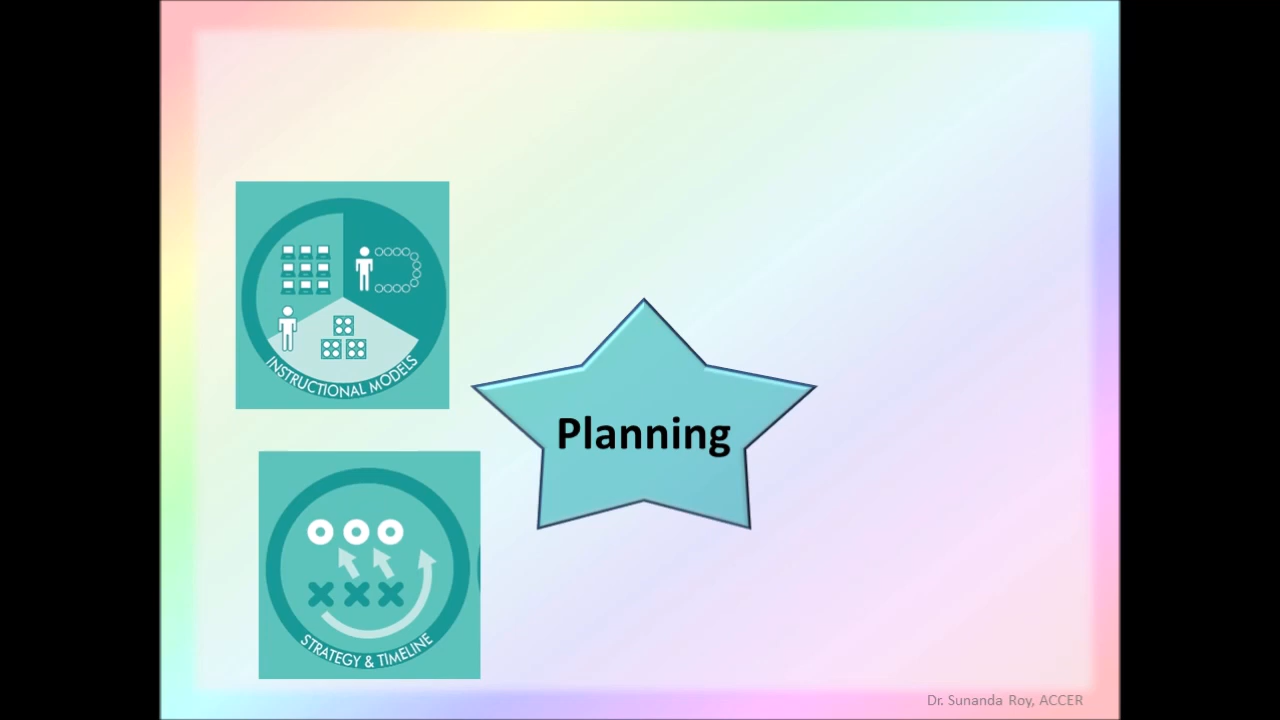 INSTRUCTIONAL MODELS
Planning
STRATEGY & TIMELINE
Dr. Sunanda Roy, ACCER